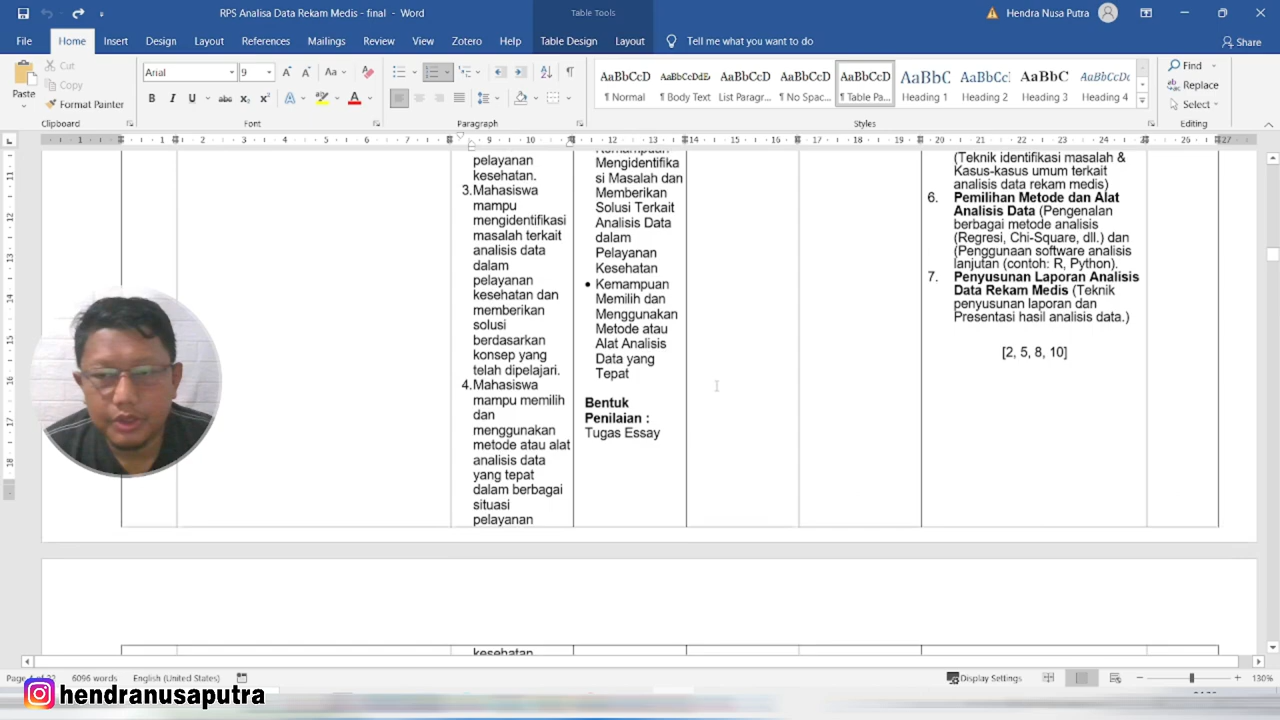 RPS Analisa Data Rekam Medis - final - Word
Table Tools
Hendra Nusa Putra
File
Home
Insert
Design
Layout
References
Mailings
Review
View
Zotero
Help
Table Design
Layout
Tell me what you want to do
Share
Paste
Cut
Copy
Format Painter
Clipboard
Arial
9
Font
Paragraph
AaBbCcD
¶ Normal
AaBbCcDdEe
¶ Body Text
AaBbCcD
¶ List Paragr...
AaBbCcD
¶ No Spac...
AaBbCcD
¶ Table Pa...
AaBbC
Heading 1
AaBbCc
Heading 2
AaBbC
Heading 3
AaBbCcDc
Heading 4
Styles
Find
Replace
Select
Editing
pelayanan
kesehatan.
3.Mahasiswa
mampu
mengidentifikasi
masalah terkait
analisis data
dalam
pelayanan
kesehatan dan
memberikan
solusi
berdasarkan
konsep yang
telah dipelajari.
4.Mahasiswa
mampu memilih
dan
menggunakan
metode atau alat
analisis data
yang tepat
dalam berbagai
situasi
pelayanan
kesehatan
Kemampuan
Mengidentifika
si Masalah dan
Memberikan
Solusi Terkait
Analisis Data
dalam
Pelayanan
Kesehatan
• Kemampuan
Memilih dan
Menggunakan
Metode atau
Alat Analisis
Data yang
Tepat
Bentuk
Penilaian :
Tugas Essay
(Teknik identifikasi masalah &
Kasus-kasus umum terkait
analisis data rekam medis)
6. Pemilihan Metode dan Alat
Analisis Data (Pengenalan
berbagai metode analisis
(Regresi, Chi-Square, dll.) dan
(Penggunaan software analisis
lanjutan (contoh: R, Python).
7. Penyusunan Laporan Analisis
Data Rekam Medis (Teknik
penyusunan laporan dan
Presentasi hasil analisis data.)
[2, 5, 8, 10]
6096 words
English (United States)
Display Settings
130%
hendranusaputra